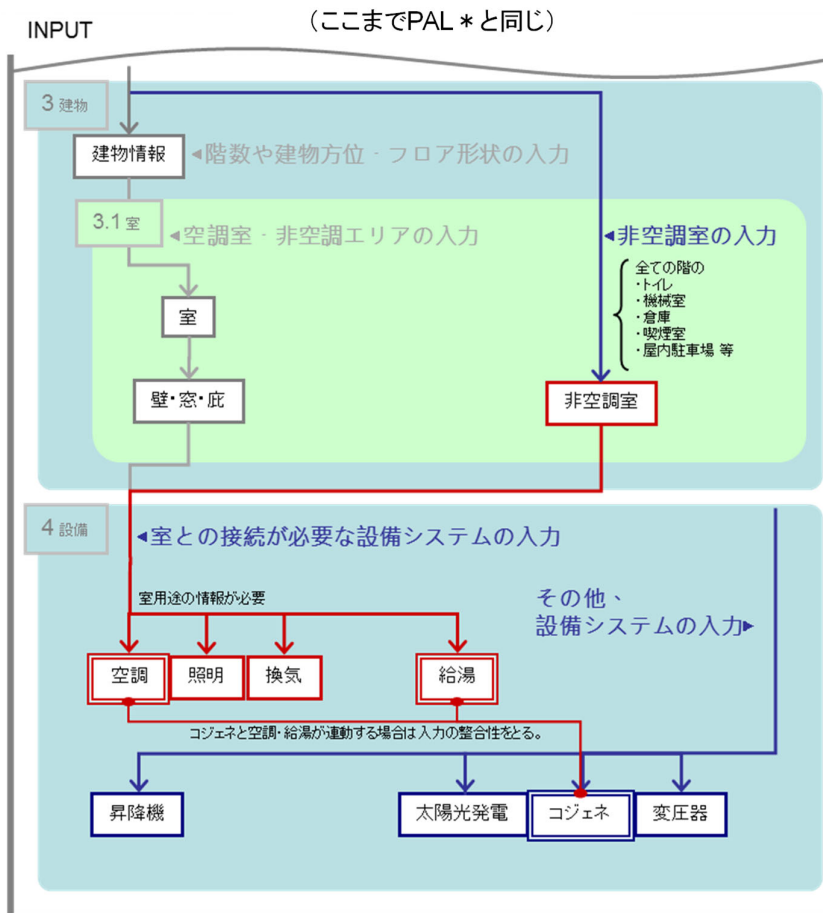 INPUT
（ここまでPAL＊と同じ）
3 建物
建物情報
◀階数や建物方位・フロア形状の入力
3.1 室
◀空調室・非空調エリアの入力
◀非空調室の入力
全ての階の
・トイレ
・機械室
・倉庫
・喫煙室
・屋内駐車場 等
室
壁・窓・庇
非空調室
4 設備
◀室との接続が必要な設備システムの入力
室用途の情報が必要
その他、
設備システムの入力▶
空調
照明
換気
給湯
コジェネと空調・給湯が連動する場合は入力の整合性をとる。
昇降機
太陽光発電
コジェネ
変圧器